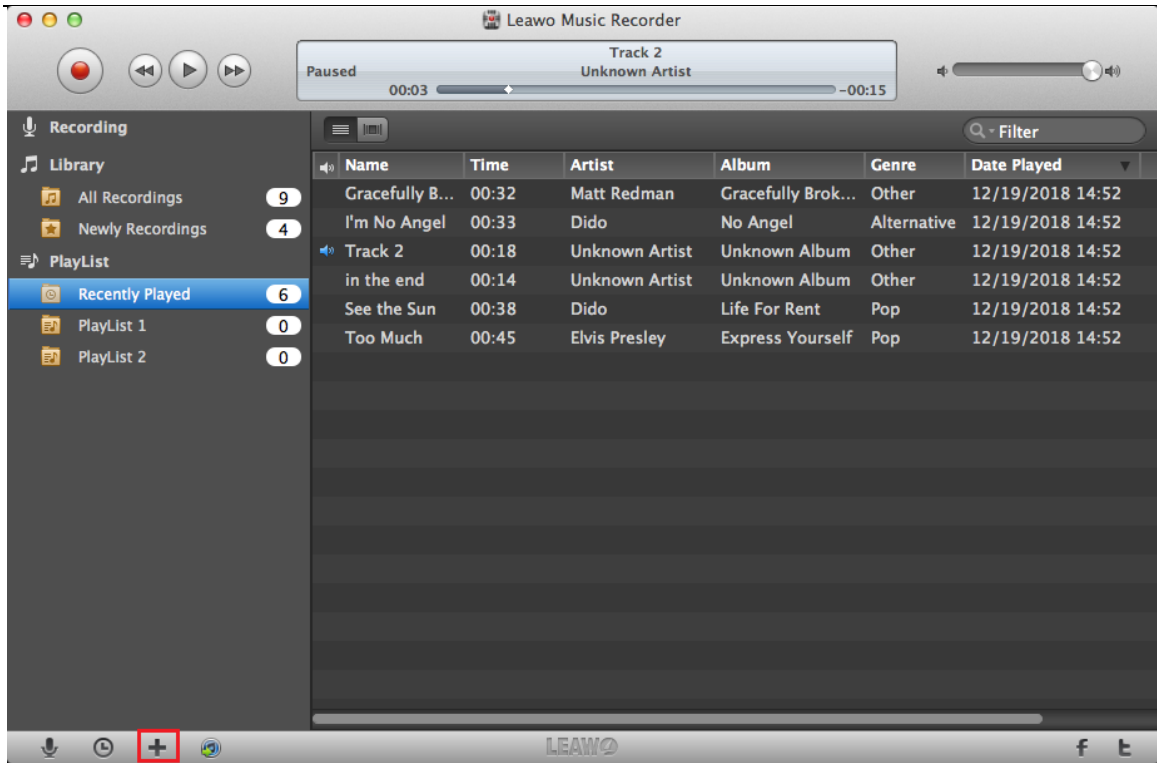 Leawo Music Recorder
Track 2
Paused Unknown Artist
00:03 -00:15
Recording
Library
All Recordings 9
Newly Recordings 4
PlayList
Recently Played 6
PlayList 1 0
PlayList 2 0
Filter
Name Time Artist Album Genre Date Played
Gracefully B... 00:32 Matt Redman Gracefully Brok... Other 12/19/2018 14:52
I'm No Angel 00:33 Dido No Angel Alternative 12/19/2018 14:52
Track 2 00:18 Unknown Artist Unknown Album Other 12/19/2018 14:52
in the end 00:14 Unknown Artist Unknown Album Other 12/19/2018 14:52
See the Sun 00:38 Dido Life For Rent Pop 12/19/2018 14:52
Too Much 00:45 Elvis Presley Express Yourself Pop 12/19/2018 14:52
LEAWO